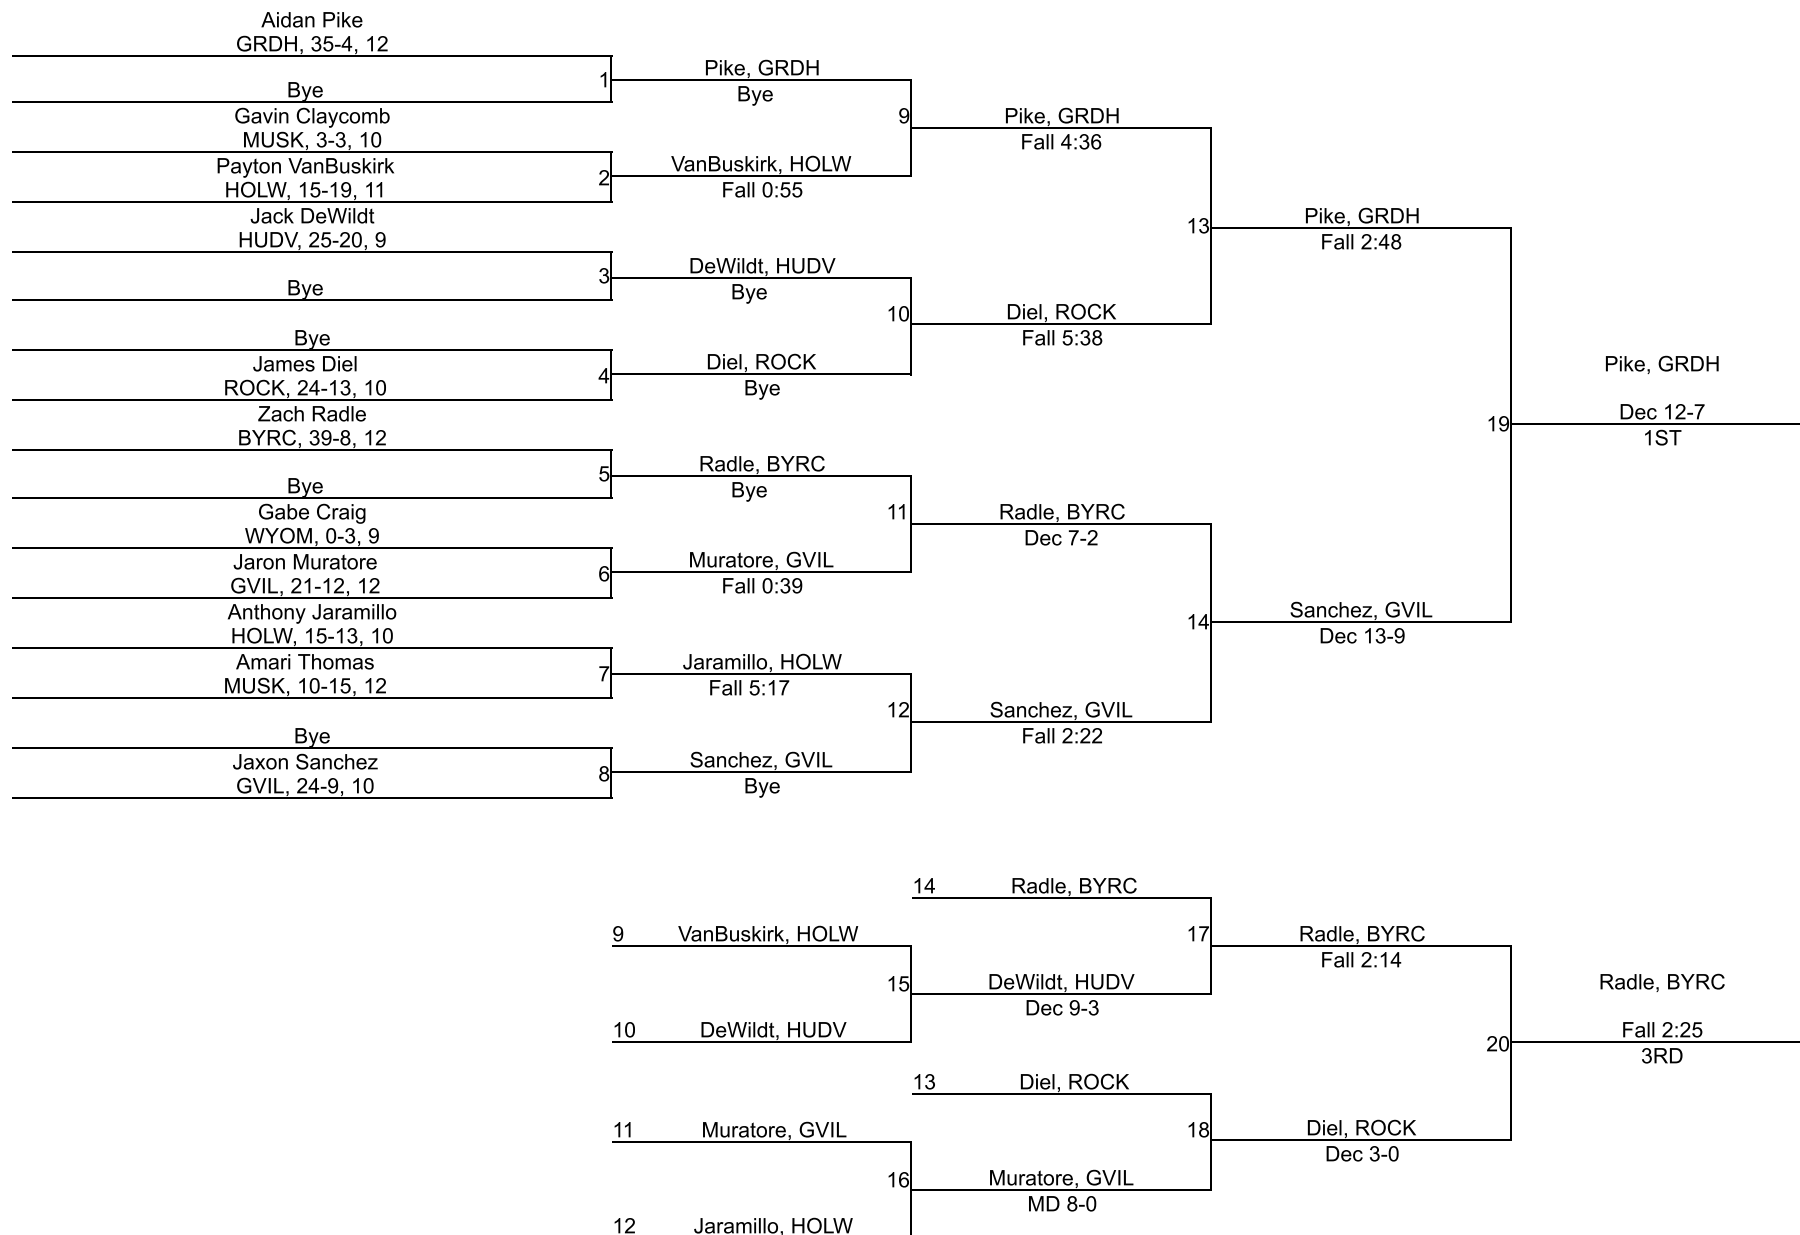 Aidan Pike
GRDH, 35-4, 12
Bye
Gavin Claycomb
MUSK, 3-3, 10
Payton VanBuskirk
HOLW, 15-19, 11
Jack DeWildt
HUDV, 25-20, 9
Bye
Bye
James Diel
ROCK, 24-13, 10
Zach Radle
BYRC, 39-8, 12
Bye
Gabe Craig
WYOM, 0-3, 9
Jaron Muratore
GVIL, 21-12, 12
Anthony Jaramillo
HOLW, 15-13, 10
Amari Thomas
MUSK, 10-15, 12
Bye
Jaxon Sanchez
GVIL, 24-9, 10
1
Pike, GRDH
Bye
2
VanBuskirk, HOLW
Fall 0:55
3
DeWildt, HUDV
Bye
4
Diel, ROCK
Bye
5
Radle, BYRC
Bye
6
Muratore, GVIL
Fall 0:39
7
Jaramillo, HOLW
Fall 5:17
8
Sanchez, GVIL
Bye
9
Pike, GRDH
Fall 4:36
10
Diel, ROCK
Fall 5:38
11
Radle, BYRC
Dec 7-2
12
Sanchez, GVIL
Fall 2:22
13
Pike, GRDH
Fall 2:48
14
Sanchez, GVIL
Dec 13-9
19
Pike, GRDH
Dec 12-7
1ST
14 Radle, BYRC
9 VanBuskirk, HOLW
10 DeWildt, HUDV
15
DeWildt, HUDV
Dec 9-3
13 Diel, ROCK
11 Muratore, GVIL
12 Jaramillo, HOLW
16
Muratore, GVIL
MD 8-0
17
Radle, BYRC
Fall 2:14
18
Diel, ROCK
Dec 3-0
20
Radle, BYRC
Fall 2:25
3RD